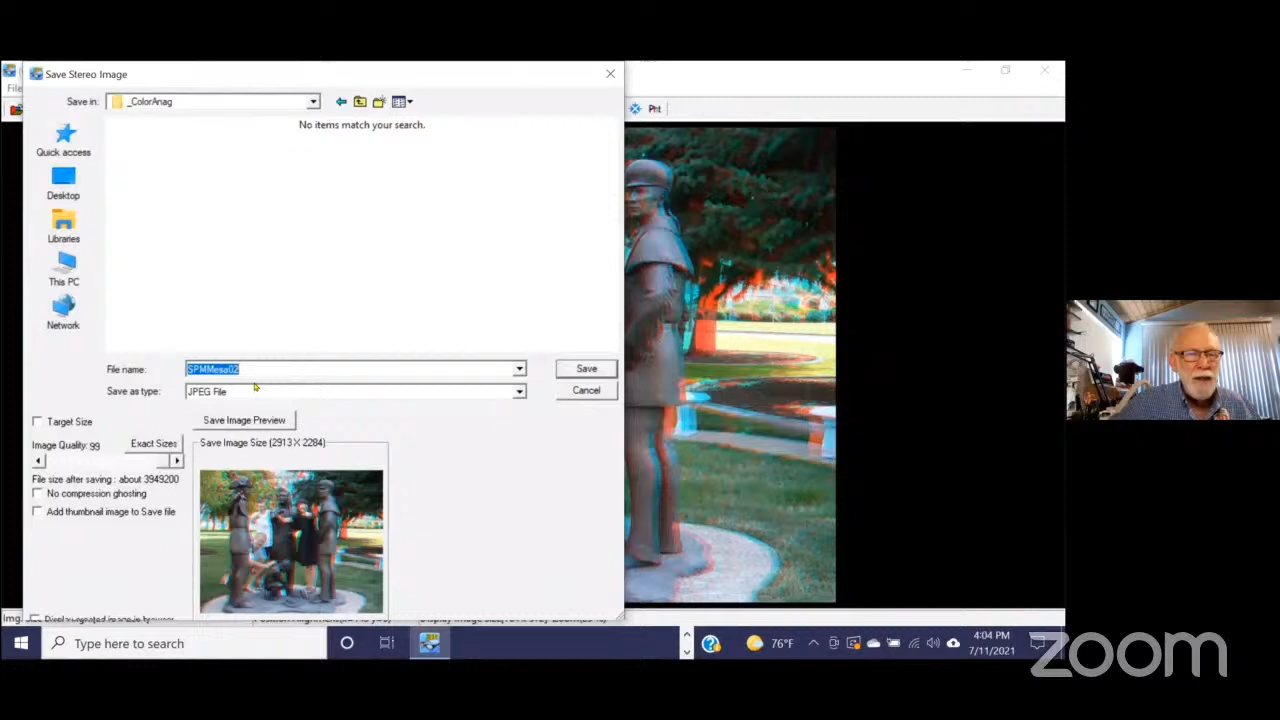 Save Stereo Image
File
Save in:
_ColorAnag
Pht
No items match your search.
Quick access
Desktop
Libraries
This PC
Network
File name:
SPMMesa02
Save
Save as type:
JPEG File
Cancel
Target Size
Save Image Preview
Image Quality: 99
Exact Sizes
Save Image Size (2913 X 2284)
File size after saving : about 3949200
No compression ghosting
Add thumbnail image to Save file
Img
Type here to search
76°F
4:04 PM
7/11/2021
zoom